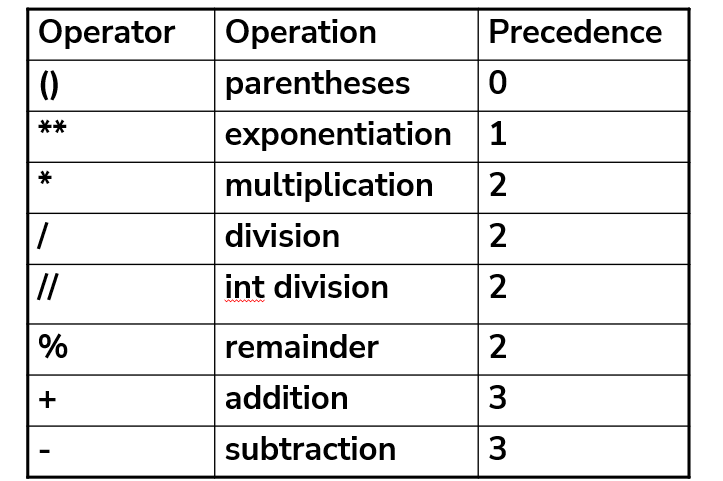 Operator Operation Precedence
() parentheses 0
** exponentiation 1
* multiplication 2
/ division 2
// int division 2
% remainder 2
+ addition 3
- subtraction 3